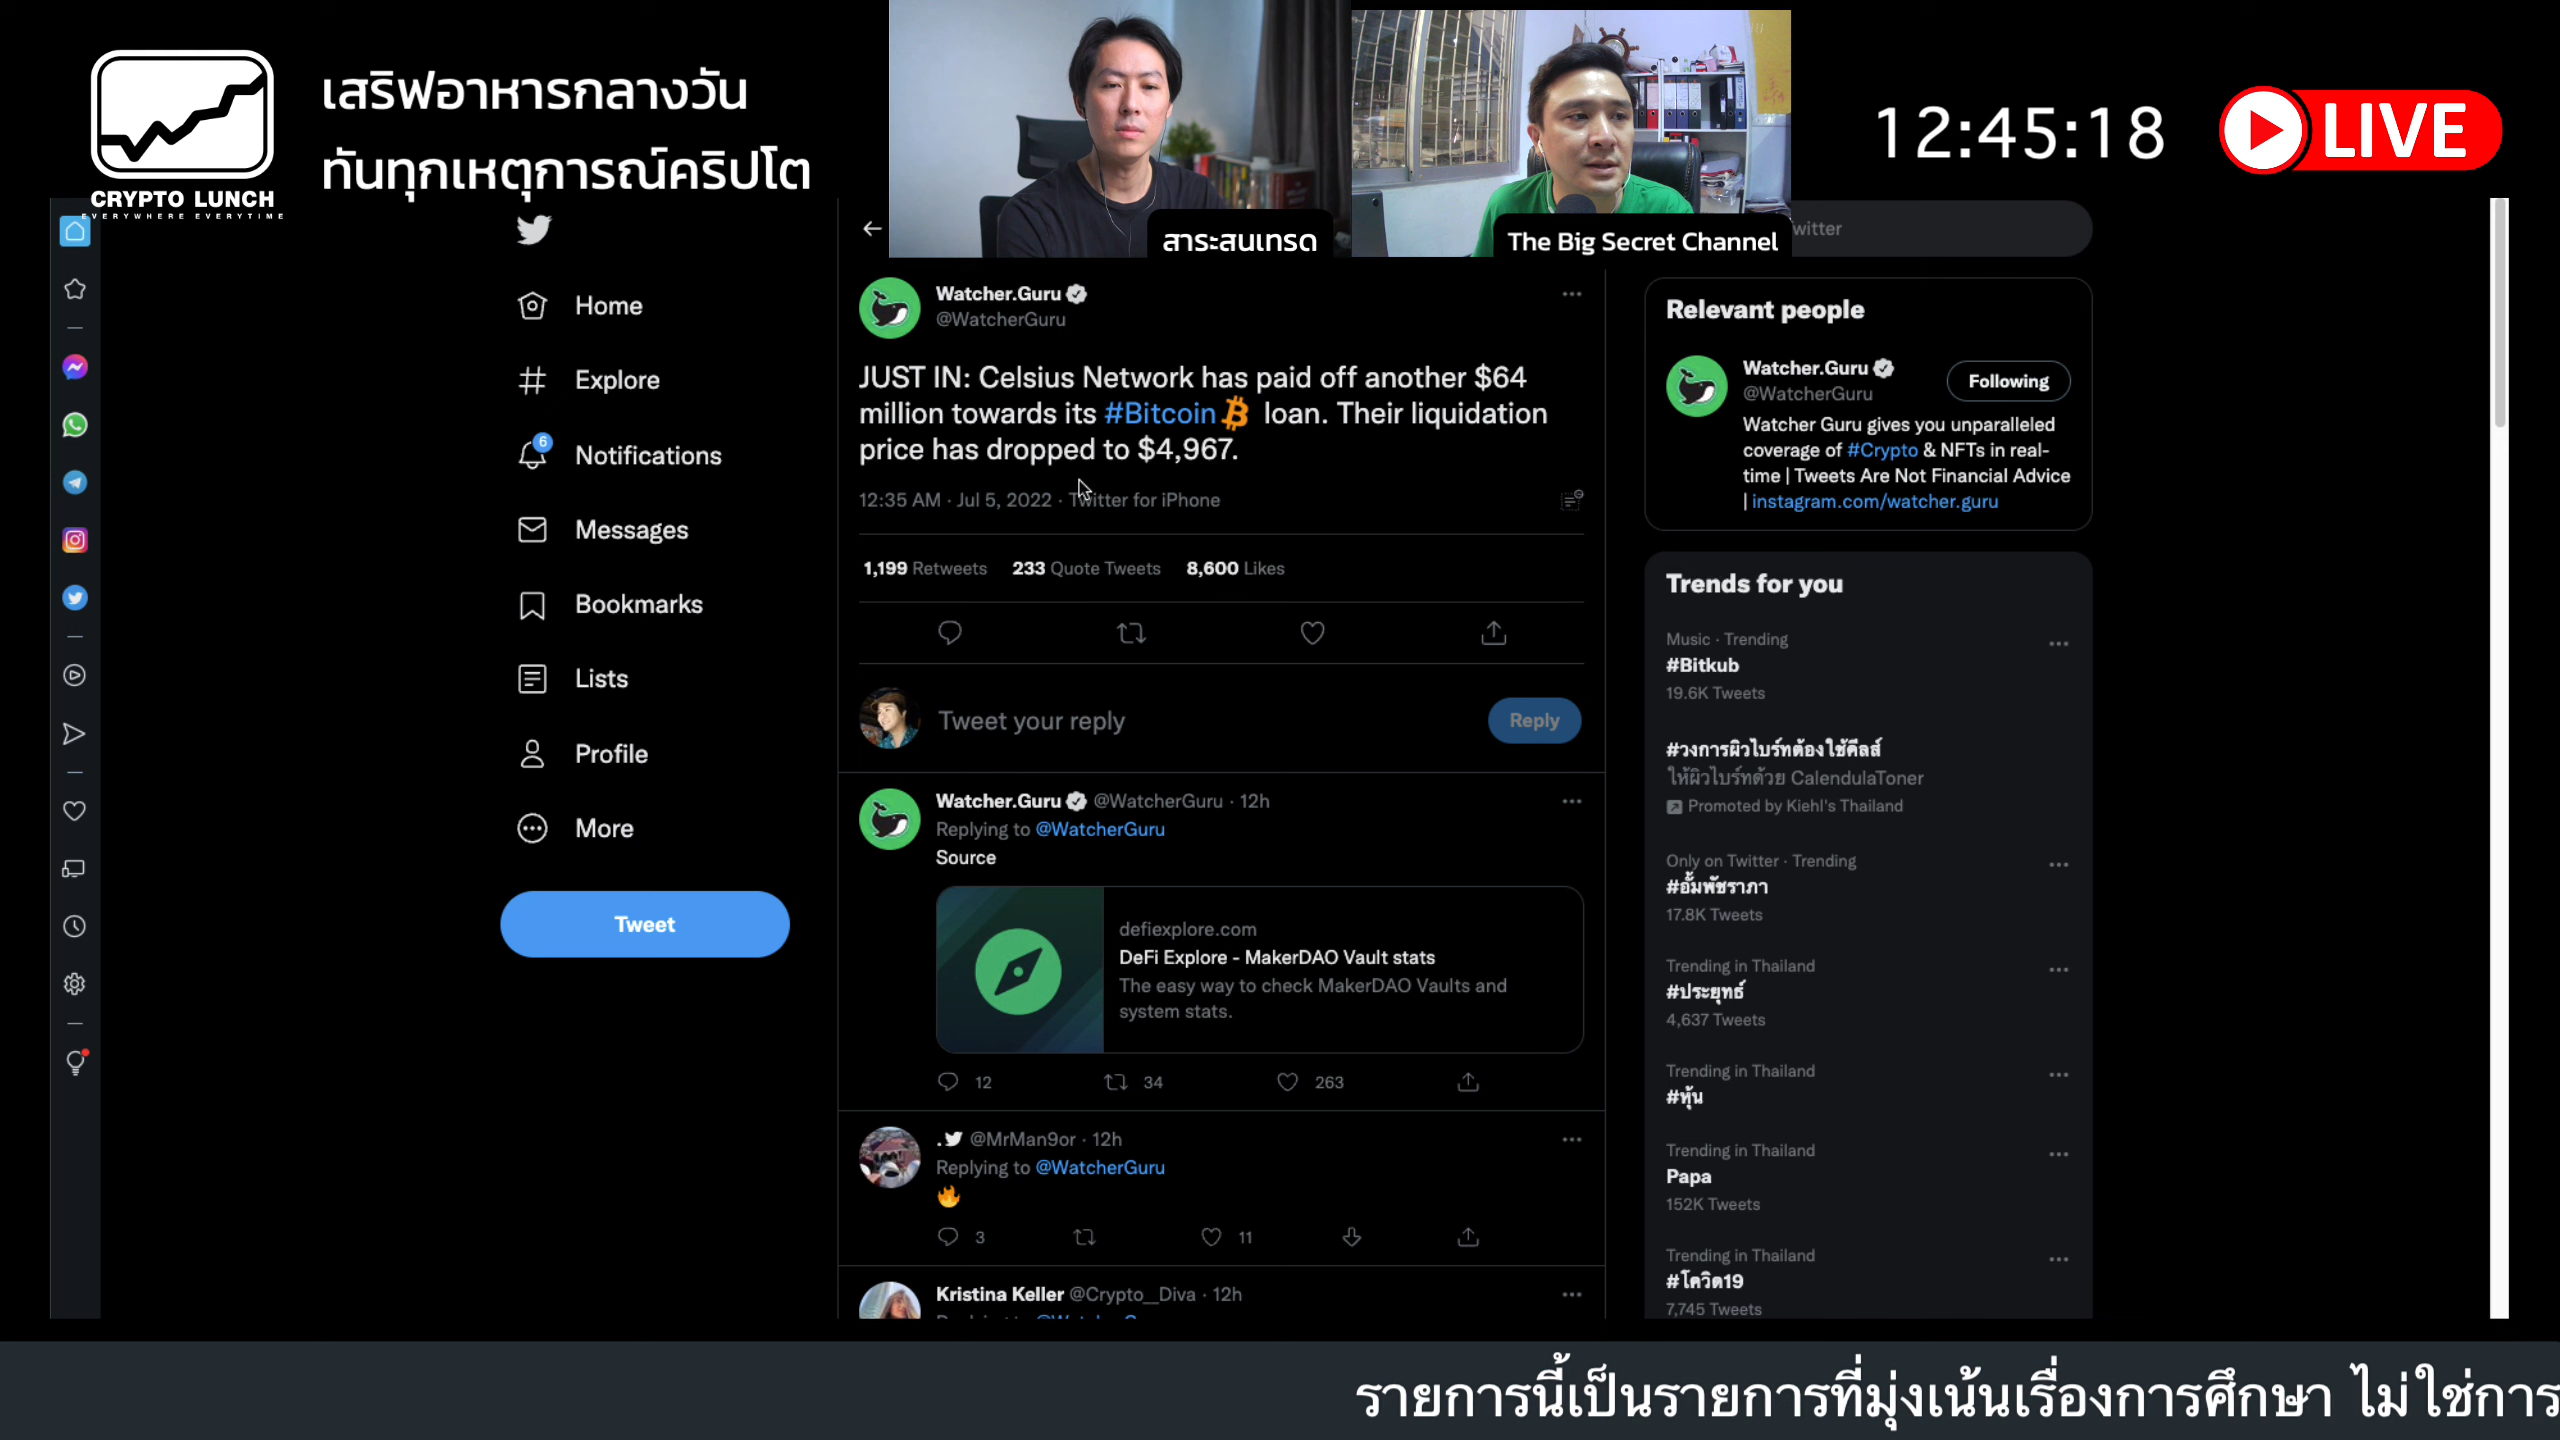 CRYPTO LUNCH
EVERYWHERE EVERYTIME
เสริฟอาหารกลางวัน
ทันทุกเหตุการณ์คริปโต
สาระสนเทรด
The Big Secret Channel
12:45:18
LIVE
witter
Home
Explore
6
Notifications
Messages
Bookmarks
Lists
Profile
More
Tweet
Watcher.Guru
@WatcherGuru
JUST IN: Celsius Network has paid off another $64
million towards its #Bitcoin loan. Their liquidation
price has dropped to $4,967.
12:35 AM · Jul 5, 2022 · Twitter for iPhone
1,199 Retweets 233 Quote Tweets 8,600 Likes
Tweet your reply
Reply
Watcher.Guru @WatcherGuru · 12h
Replying to @WatcherGuru
Source
defiexplore.com
DeFi Explore - MakerDAO Vault stats
The easy way to check MakerDAO Vaults and
system stats.
12 34 263
. @MrMan9or · 12h
Replying to @WatcherGuru
🔥
3 11
Kristina Keller @Crypto__Diva · 12h
Relevant people
Watcher.Guru
@WatcherGuru
Following
Watcher Guru gives you unparalleled
coverage of #Crypto & NFTs in real-
time | Tweets Are Not Financial Advice
| instagram.com/watcher.guru
Trends for you
Music · Trending
#Bitkub
19.6K Tweets
#วงการผิวไบร์ทต้องใช้คีลส์
ให้ผิวไบร์ทด้วย CalendulaToner
Promoted by Kiehl's Thailand
Only on Twitter · Trending
#อั้มพัชราภา
17.8K Tweets
Trending in Thailand
#ประยุทธ์
4,637 Tweets
Trending in Thailand
#หุ้น
Trending in Thailand
Papa
152K Tweets
Trending in Thailand
#โควิด19
7,745 Tweets
รายการนี้เป็นรายการที่มุ่งเน้นเรื่องการศึกษา ไม่ใช่การ